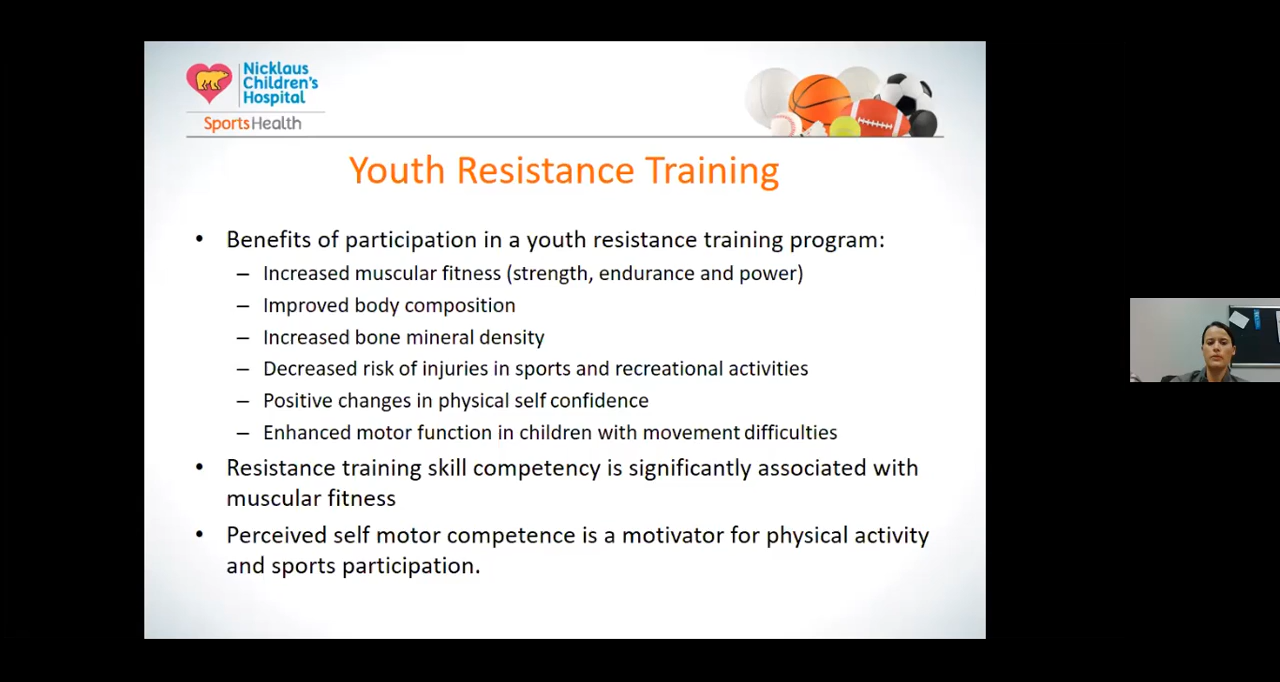 Nicklaus
Children's
Hospital
SportsHealth
Youth Resistance Training
• Benefits of participation in a youth resistance training program:
– Increased muscular fitness (strength, endurance and power)
– Improved body composition
– Increased bone mineral density
– Decreased risk of injuries in sports and recreational activities
– Positive changes in physical self confidence
– Enhanced motor function in children with movement difficulties
• Resistance training skill competency is significantly associated with
muscular fitness
• Perceived self motor competence is a motivator for physical activity
and sports participation.